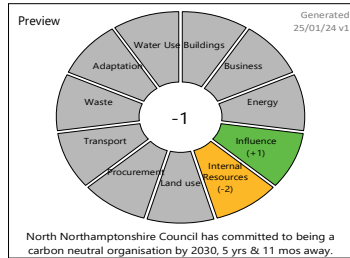 Preview
Generated
25/01/24 v1
Water Use
Buildings
Adaptation
Business
Waste
Energy
-1
Transport
Influence
(+1)
Procurement
Land use
Internal
Resources
(-2)
North Northamptonshire Council has committed to being a
carbon neutral organisation by 2030, 5 yrs & 11 mos away.